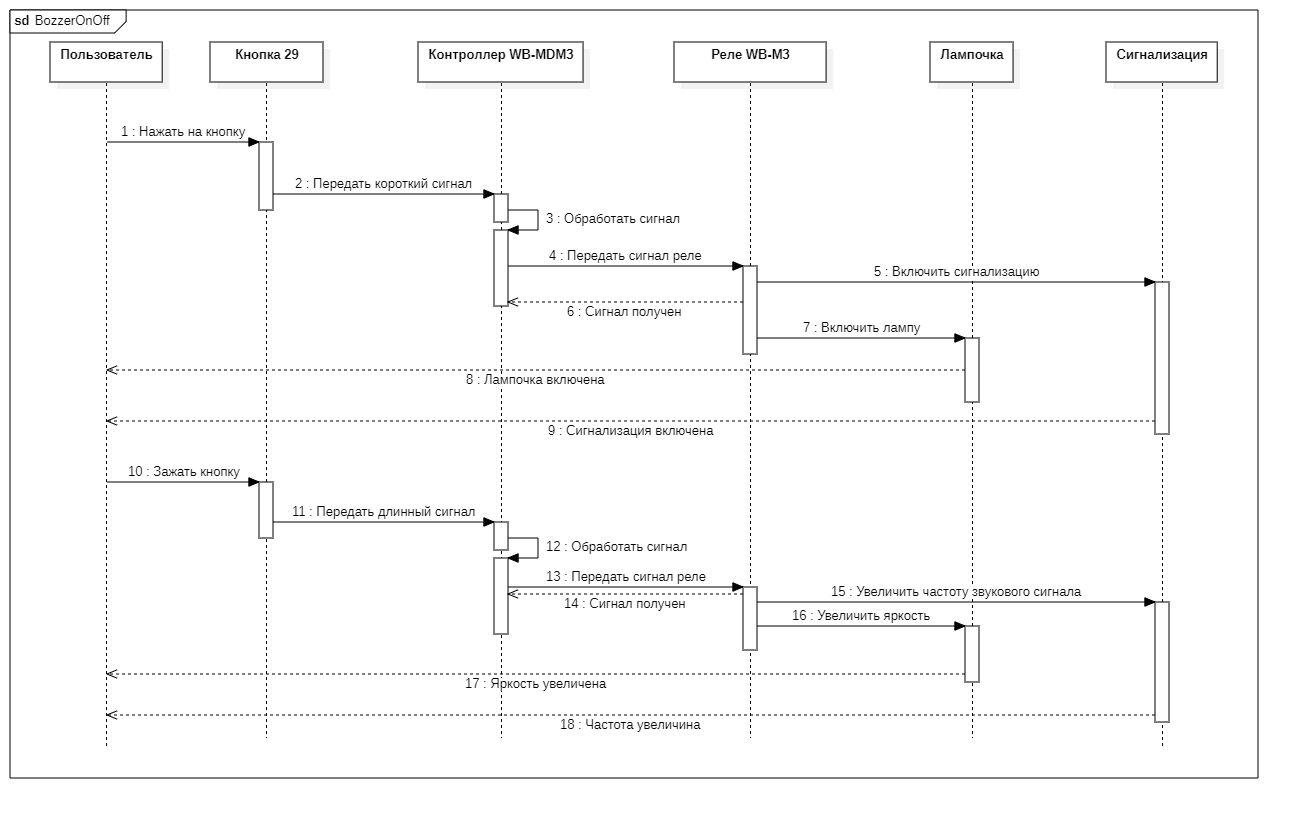 sd BozzerOnOff
Пользователь
Кнопка 29
Контроллер WB-MDM3
Реле WB-M3
Лампочка
Сигнализация
1 : Нажать на кнопку
2 : Передать короткий сигнал
3 : Обработать сигнал
4 : Передать сигнал реле
5 : Включить сигнализацию
6 : Сигнал получен
7 : Включить лампу
8 : Лампочка включена
9 : Сигнализация включена
10 : Зажать кнопку
11 : Передать длинный сигнал
12 : Обработать сигнал
13 : Передать сигнал реле
14 : Сигнал получен
15 : Увеличить частоту звукового сигнала
16 : Увеличить яркость
17 : Яркость увеличена
18 : Частота увеличина